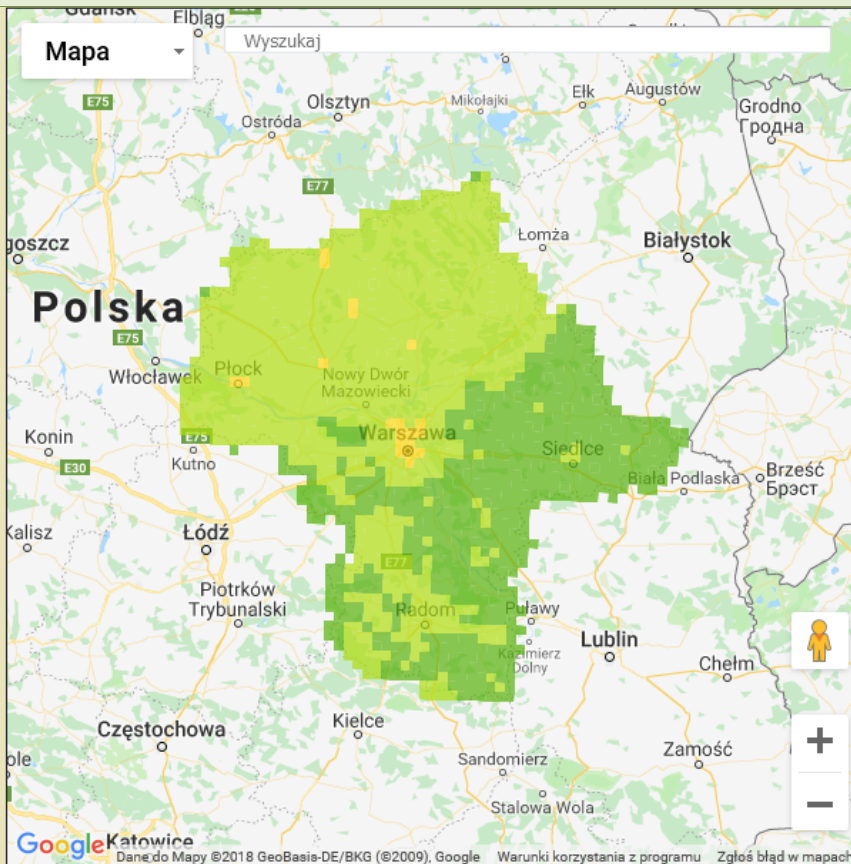 Gdańsk
Elbląg
Mapa
Wyszukaj
E75
Olsztyn
Mikołajki
Ełk
Augustów
Ostróda
Grodno
Гродна
E77
goszcz
Łomża
Białystok
Polska
E75
Włocławek
Płock
Nowy Dwór
Mazowiecki
Konin
E75
Warszawa
E30
Kutno
Siedlce
Biała Podlaska
Brześć
Брэст
Kalisz
Łódź
E77
Piotrków
Trybunalski
Radom
Puławy
Kazimierz
Dolny
Lublin
Chełm
Częstochowa
Kielce
ole
Sandomierz
Zamość
Stalowa Wola
Google
Katowice
Dane do Mapy ©2018 GeoBasis-DE/BKG (©2009), Google Warunki korzystania z programu Zgłoś błąd w mapach